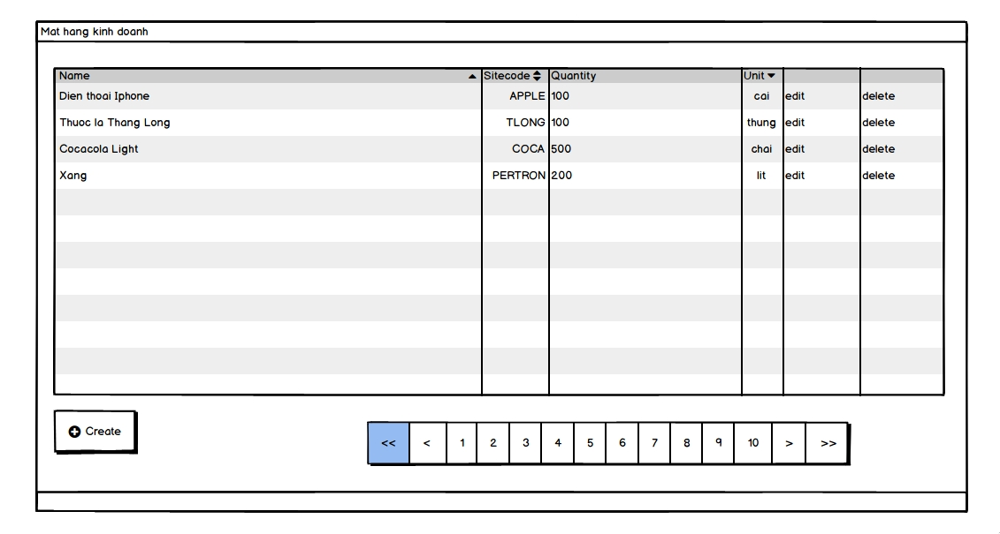 Mat hang kinh doanh
Name Sitecode Quantity Unit
Dien thoai Iphone APPLE 100 cai edit delete
Thuoc la Thang Long TLONG 100 thung edit delete
Cocacola Light COCA 500 chai edit delete
Xang PERTRON 200 lit edit delete
Create
<< < 1 2 3 4 5 6 7 8 9 10 > >>